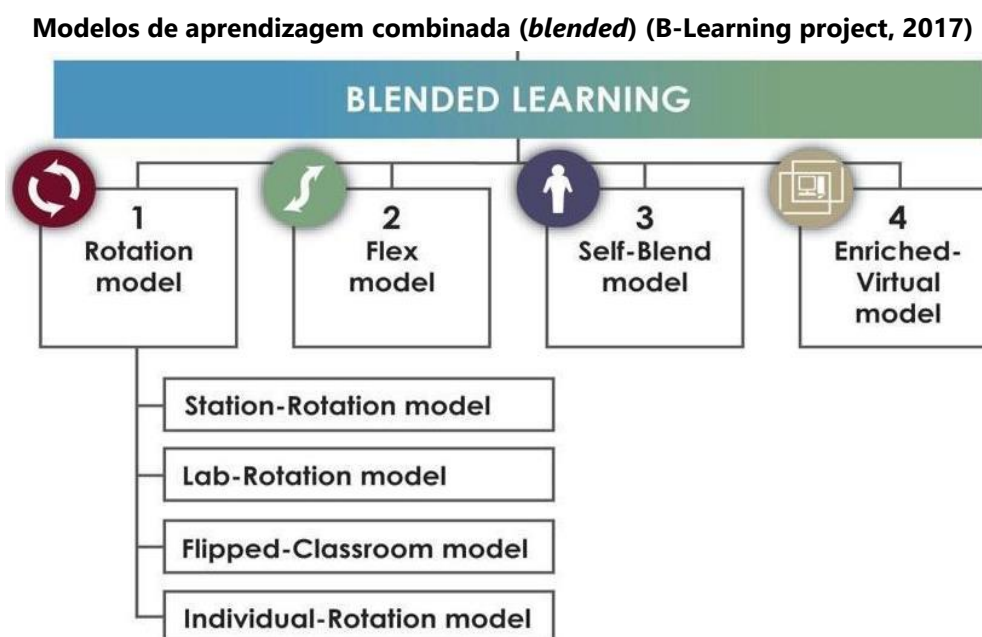 Modelos de aprendizagem combinada (blended) (B-Learning project, 2017)
BLENDED LEARNING
1
Rotation
model
2
Flex
model
3
Self-Blend
model
4
Enriched-
Virtual
model
Station-Rotation model
Lab-Rotation model
Flipped-Classroom model
Individual-Rotation model